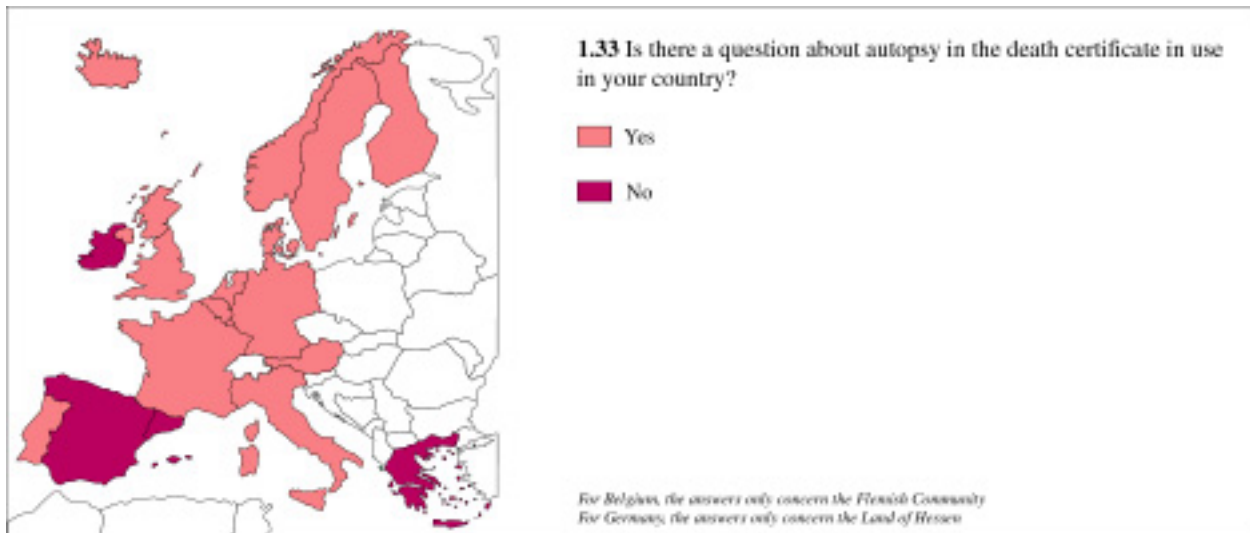 1.33 Is there a question about autopsy in the death certificate in use
in your country?
Yes
No
For Belgium, the answers only concern the Flemish Community
For Germany, the answers only concern the Land of Hessen